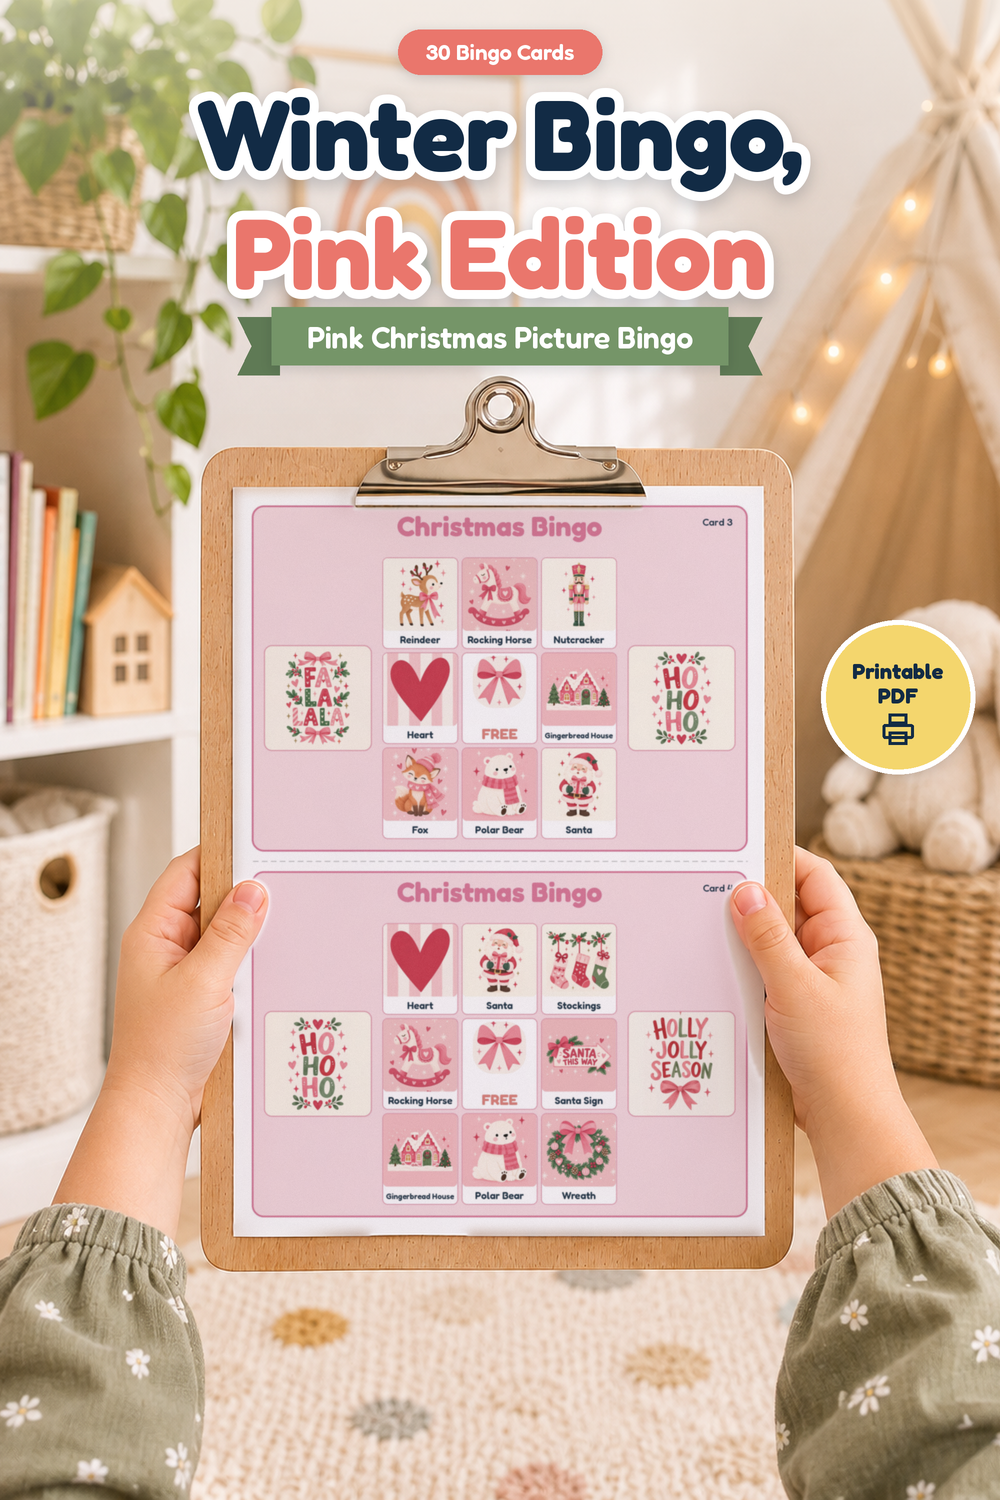 30 Bingo Cards
Winter Bingo,
Pink Edition
Pink Christmas Picture Bingo
Christmas Bingo
Card 3
Reindeer
Rocking Horse
Nutcracker
FA
LA
LALA
HO
HO
HO
Heart
FREE
Gingerbread House
Fox
Polar Bear
Santa
Printable
PDF
Christmas Bingo
Card
Heart
Santa
Stockings
HO
HO
HO
HOLLY
JOLLY
SEASON
SANTA
THIS WAY
Rocking Horse
FREE
Santa Sign
Gingerbread House
Polar Bear
Wreath